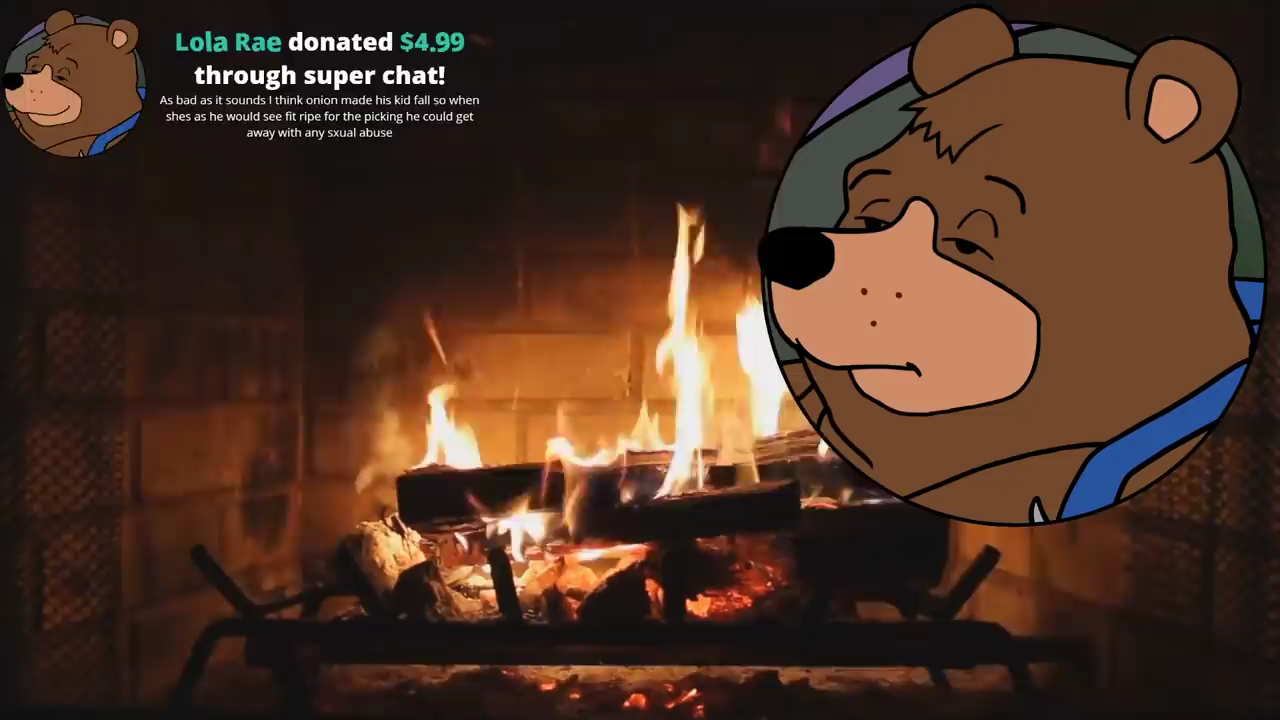 Lola Rae donated $4.99
through super chat!
As bad as it sounds I think onion made his kid fall so when
shes as he would see fit ripe for the picking he could get
away with any sxual abuse